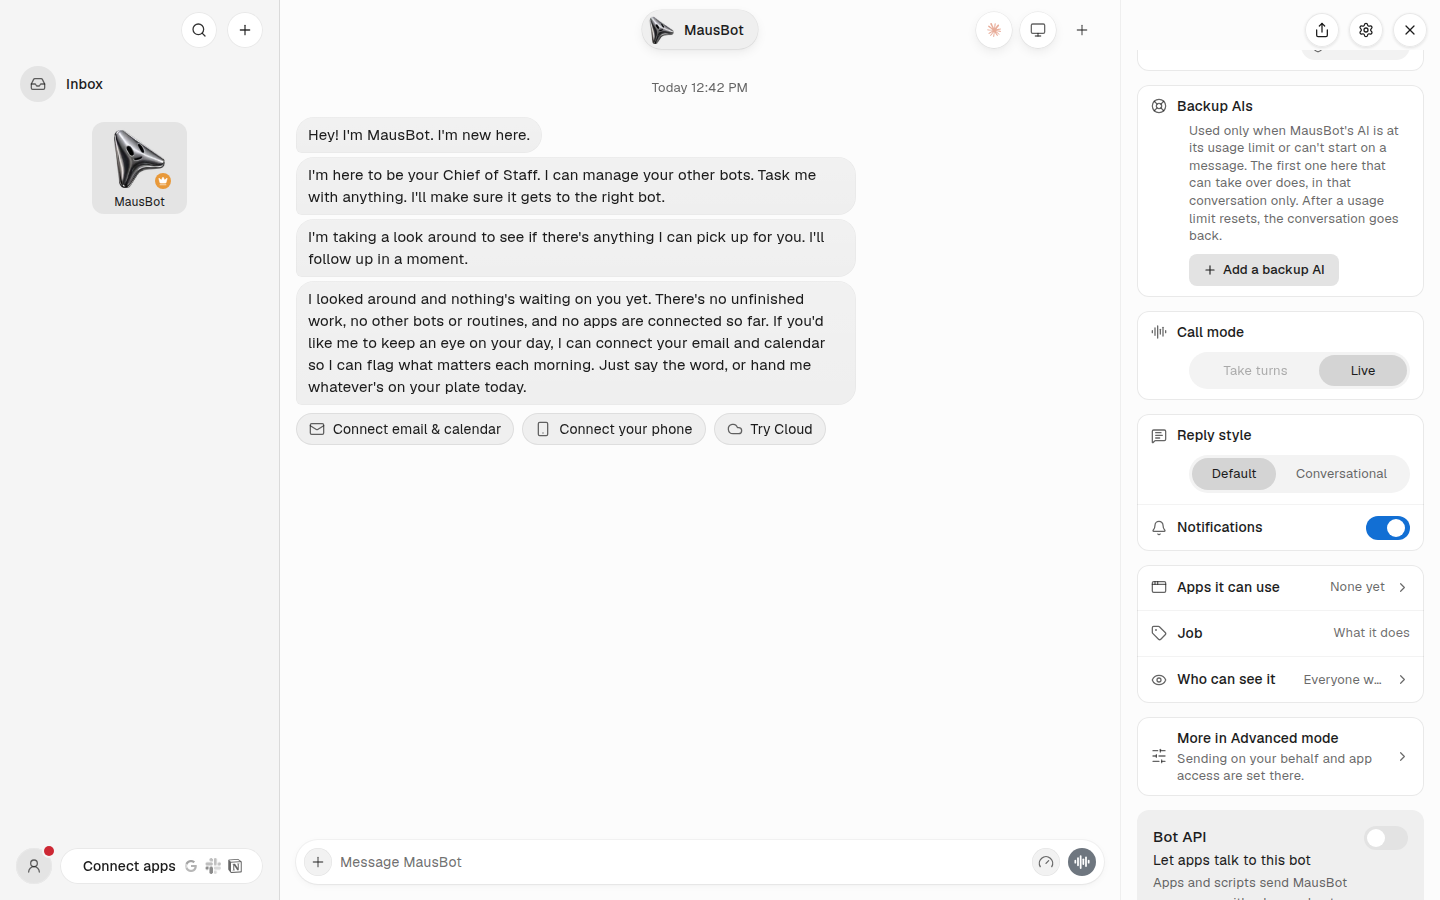 Inbox
MausBot
Connect apps
MausBot
Today 12:42 PM
Hey! I'm MausBot. I'm new here.
I'm here to be your Chief of Staff. I can manage your other bots. Task me
with anything. I'll make sure it gets to the right bot.
I'm taking a look around to see if there's anything I can pick up for you. I'll
follow up in a moment.
I looked around and nothing's waiting on you yet. There's no unfinished
work, no other bots or routines, and no apps are connected so far. If you'd
like me to keep an eye on your day, I can connect your email and calendar
so I can flag what matters each morning. Just say the word, or hand me
whatever's on your plate today.
Connect email & calendar
Connect your phone
Try Cloud
Message MausBot
Backup AIs
Used only when MausBot's AI is at
its usage limit or can't start on a
message. The first one here that
can take over does, in that
conversation only. After a usage
limit resets, the conversation goes
back.
Add a backup AI
Call mode
Take turns
Live
Reply style
Default
Conversational
Notifications
Apps it can use
None yet
Job
What it does
Who can see it
Everyone w...
More in Advanced mode
Sending on your behalf and app
access are set there.
Bot API
Let apps talk to this bot
Apps and scripts send MausBot